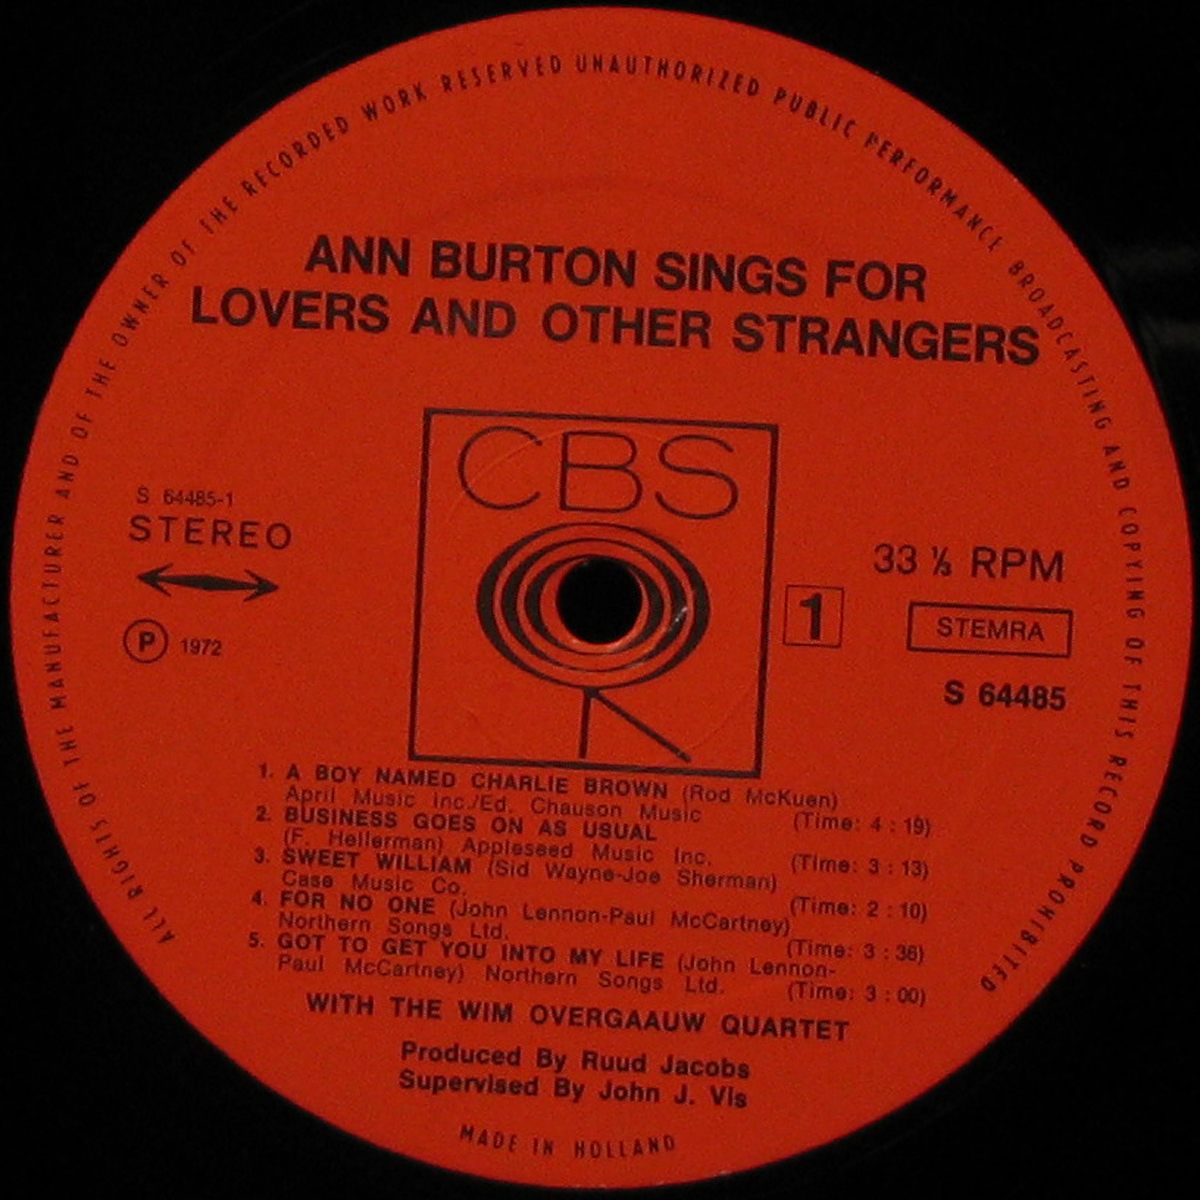 ALL RIGHTS OF THE MANUFACTURER AND OF THE OWNER OF THE RECORDED WORK RESERVED UNAUTHORIZED PUBLIC PERFORMANCE BROADCASTING AND COPYING OF THIS RECORD PROHIBITED
ANN BURTON SINGS FOR
LOVERS AND OTHER STRANGERS
CBS
S 64485-1
STEREO
P 1972
1
33 ⅓ RPM
STEMRA
S 64485
1. A BOY NAMED CHARLIE BROWN (Rod McKuen)
April Music Inc./Ed. Chauson Music (Time: 4 : 19)
2. BUSINESS GOES ON AS USUAL
(F. Hellerman) Appleseed Music Inc. (Time: 3 : 13)
3. SWEET WILLIAM (Sid Wayne-Joe Sherman)
Case Music Co. (Time: 2 : 10)
4. FOR NO ONE (John Lennon-Paul McCartney)
Northern Songs Ltd. (Time: 3 : 36)
5. GOT TO GET YOU INTO MY LIFE (John Lennon-
Paul McCartney) Northern Songs Ltd. (Time: 3 : 00)
WITH THE WIM OVERGAAUW QUARTET
Produced By Ruud Jacobs
Supervised By John J. Vis
MADE IN HOLLAND